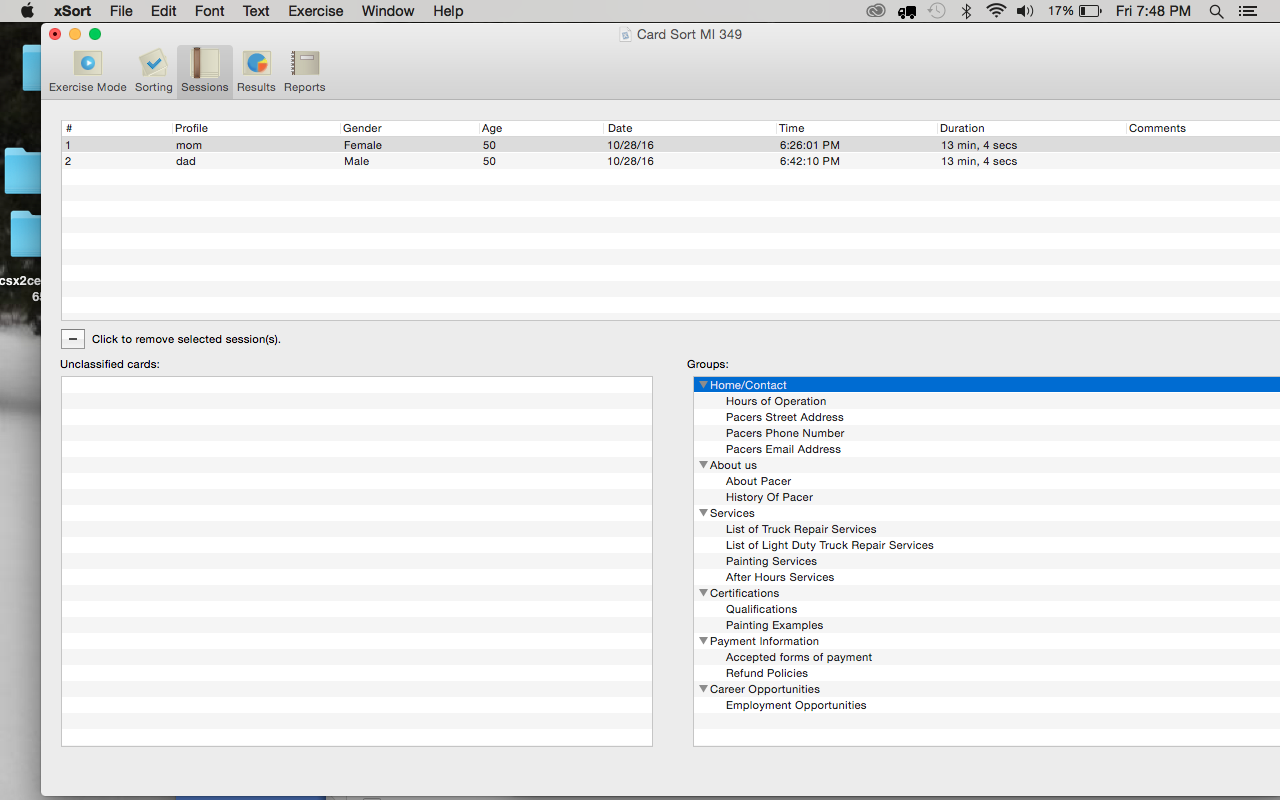 xSort File Edit Font Text Exercise Window Help 17% Fri 7:48 PM
Card Sort MI 349
Exercise Mode Sorting Sessions Results Reports
# Profile Gender Age Date Time Duration Comments
1 mom Female 50 10/28/16 6:26:01 PM 13 min, 4 secs
2 dad Male 50 10/28/16 6:42:10 PM 13 min, 4 secs
csx2ce
65
Click to remove selected session(s).
Unclassified cards:
Groups:
Home/Contact
Hours of Operation
Pacers Street Address
Pacers Phone Number
Pacers Email Address
About us
About Pacer
History Of Pacer
Services
List of Truck Repair Services
List of Light Duty Truck Repair Services
Painting Services
After Hours Services
Certifications
Qualifications
Painting Examples
Payment Information
Accepted forms of payment
Refund Policies
Career Opportunities
Employment Opportunities